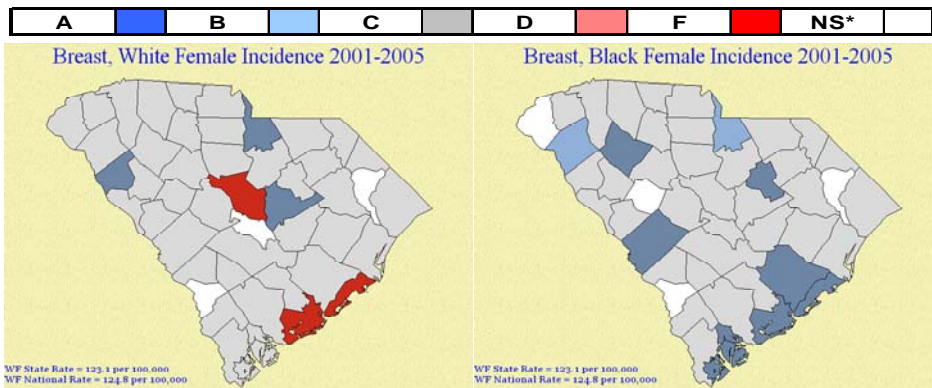 A B C D F NS*
Breast, White Female Incidence 2001-2005
WF State Rate = 123.1 per 100,000
WF National Rate = 124.8 per 100,000
Breast, Black Female Incidence 2001-2005
WF State Rate = 123.1 per 100,000
WF National Rate = 124.8 per 100,000